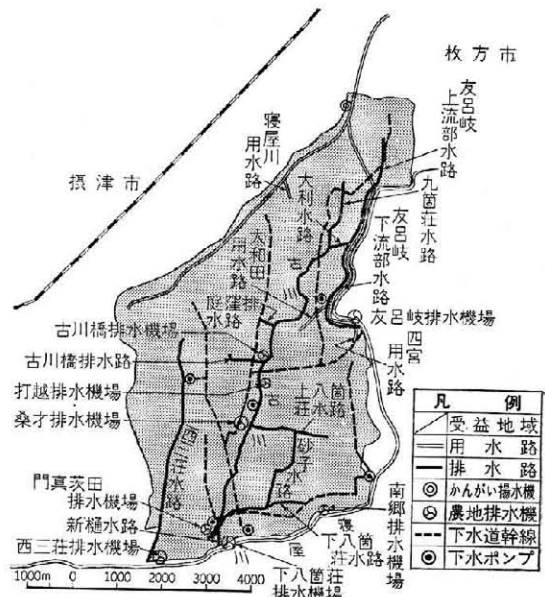 枚方市
摂津市
友呂岐
上流部水路
寝屋川
用水路
大利水路
九箇荘水路
友呂岐
下流部水路
太和田
用水路
古川
庭窪排
水路
友呂岐排水機場
四宮
用水路
古川橋排水機場
古川橋排水路
打越排水機場
桑才排水機場
上八箇
荘水路
古川
砂子水路
西三荘水路
門真茨田
排水機場
新樋水路
西三荘排水機場
下八箇荘
排水機場
下八箇
荘水路
寝屋川
南郷排水機場
凡例
受益地域
用水路
排水路
かんがい揚水機
農地排水機場
下水道幹線
下水ポンプ
1000m 0 1000 2000 3000 4000